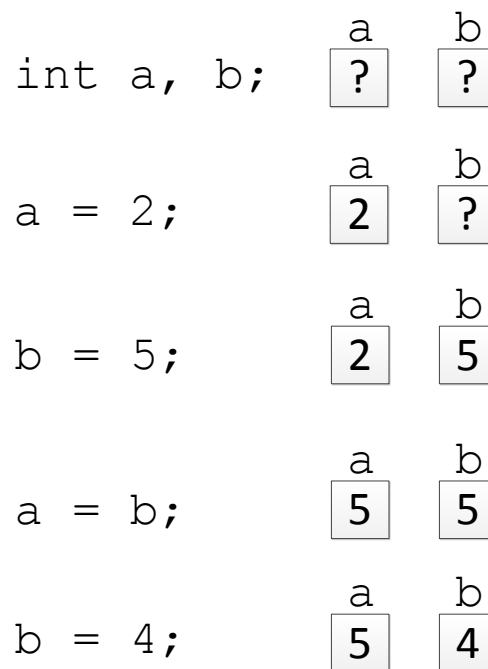 a b
int a, b; ? ?
a b
a = 2; 2 ?
a b
b = 5; 2 5
a b
a = b; 5 5
a b
b = 4; 5 4